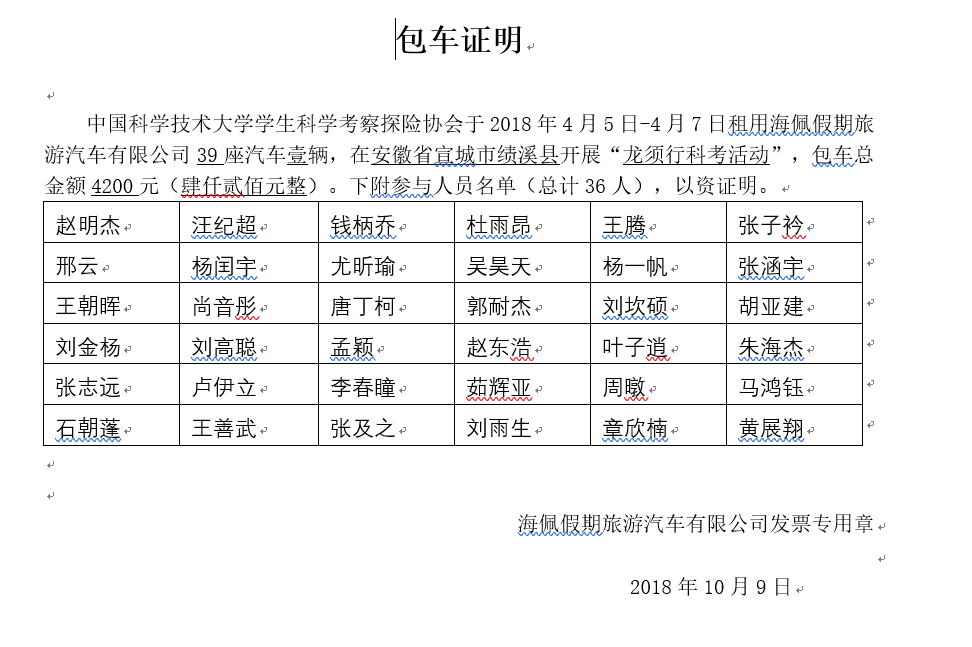 包车证明
中国科学技术大学学生科学考察探险协会于 2018 年 4 月 5 日-4 月 7 日租用海佩假期旅
游汽车有限公司 39 座汽车壹辆，在安徽省宣城市绩溪县开展“龙须行科考活动”，包车总
金额 4200 元（肆仟贰佰元整）。下附参与人员名单（总计 36 人），以资证明。
赵明杰 汪纪超 钱柄乔 杜雨昂 王腾 张子衿
邢云 杨闰宇 尤昕瑜 吴昊天 杨一帆 张涵宇
王朝晖 尚音彤 唐丁柯 郭耐杰 刘坎硕 胡亚建
刘金杨 刘高聪 孟颖 赵东浩 叶子逍 朱海杰
张志远 卢伊立 李春瞳 茹辉亚 周暾 马鸿钰
石朝蓬 王善武 张及之 刘雨生 章欣楠 黄展翔
海佩假期旅游汽车有限公司发票专用章
2018 年 10 月 9 日